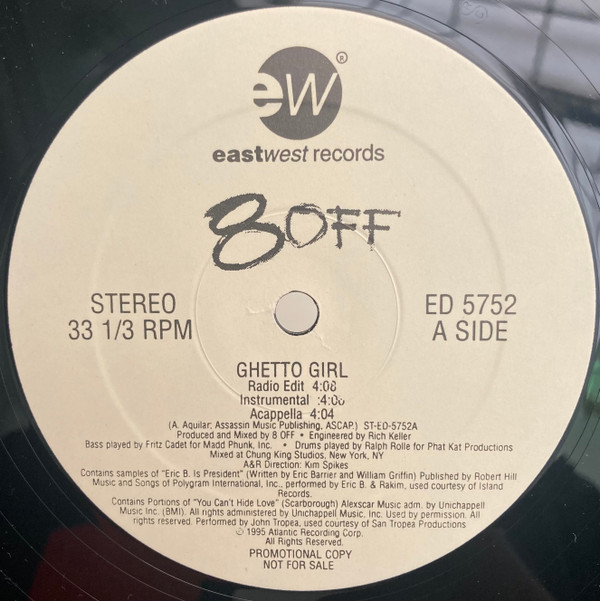 ew®
eastwest records
8 OFF
STEREO
33 1/3 RPM
ED 5752
A SIDE
GHETTO GIRL
Radio Edit 4:08
Instrumental 4:06
Acappella 4:04
(A. Aquilar; Assassin Music Publishing, ASCAP.) ST-ED-5752A
Produced and Mixed by 8 OFF • Engineered by Rich Keller
Bass played by Fritz Cadet for Madd Phunk, Inc. • Drums played by Ralph Rolle for Phat Kat Productions
Mixed at Chung King Studios, New York, NY
A&R Direction: Kim Spikes
Contains samples of "Eric B. Is President" (Written by Eric Barrier and William Griffin) Published by Robert Hill
Music and Songs of Polygram International, Inc., performed by Eric B. & Rakim, used courtesy of Island
Records.
Contains Portions of "You Can't Hide Love" (Scarborough) Alexscar Music adm. by Unichappell
Music Inc. (BMI). All rights administered by Unichappell Music, Inc. Used by permission. All
rights reserved. Performed by John Tropea, used courtesy of San Tropea Productions
© 1995 Atlantic Recording Corp.
All Rights Reserved.
PROMOTIONAL COPY
NOT FOR SALE